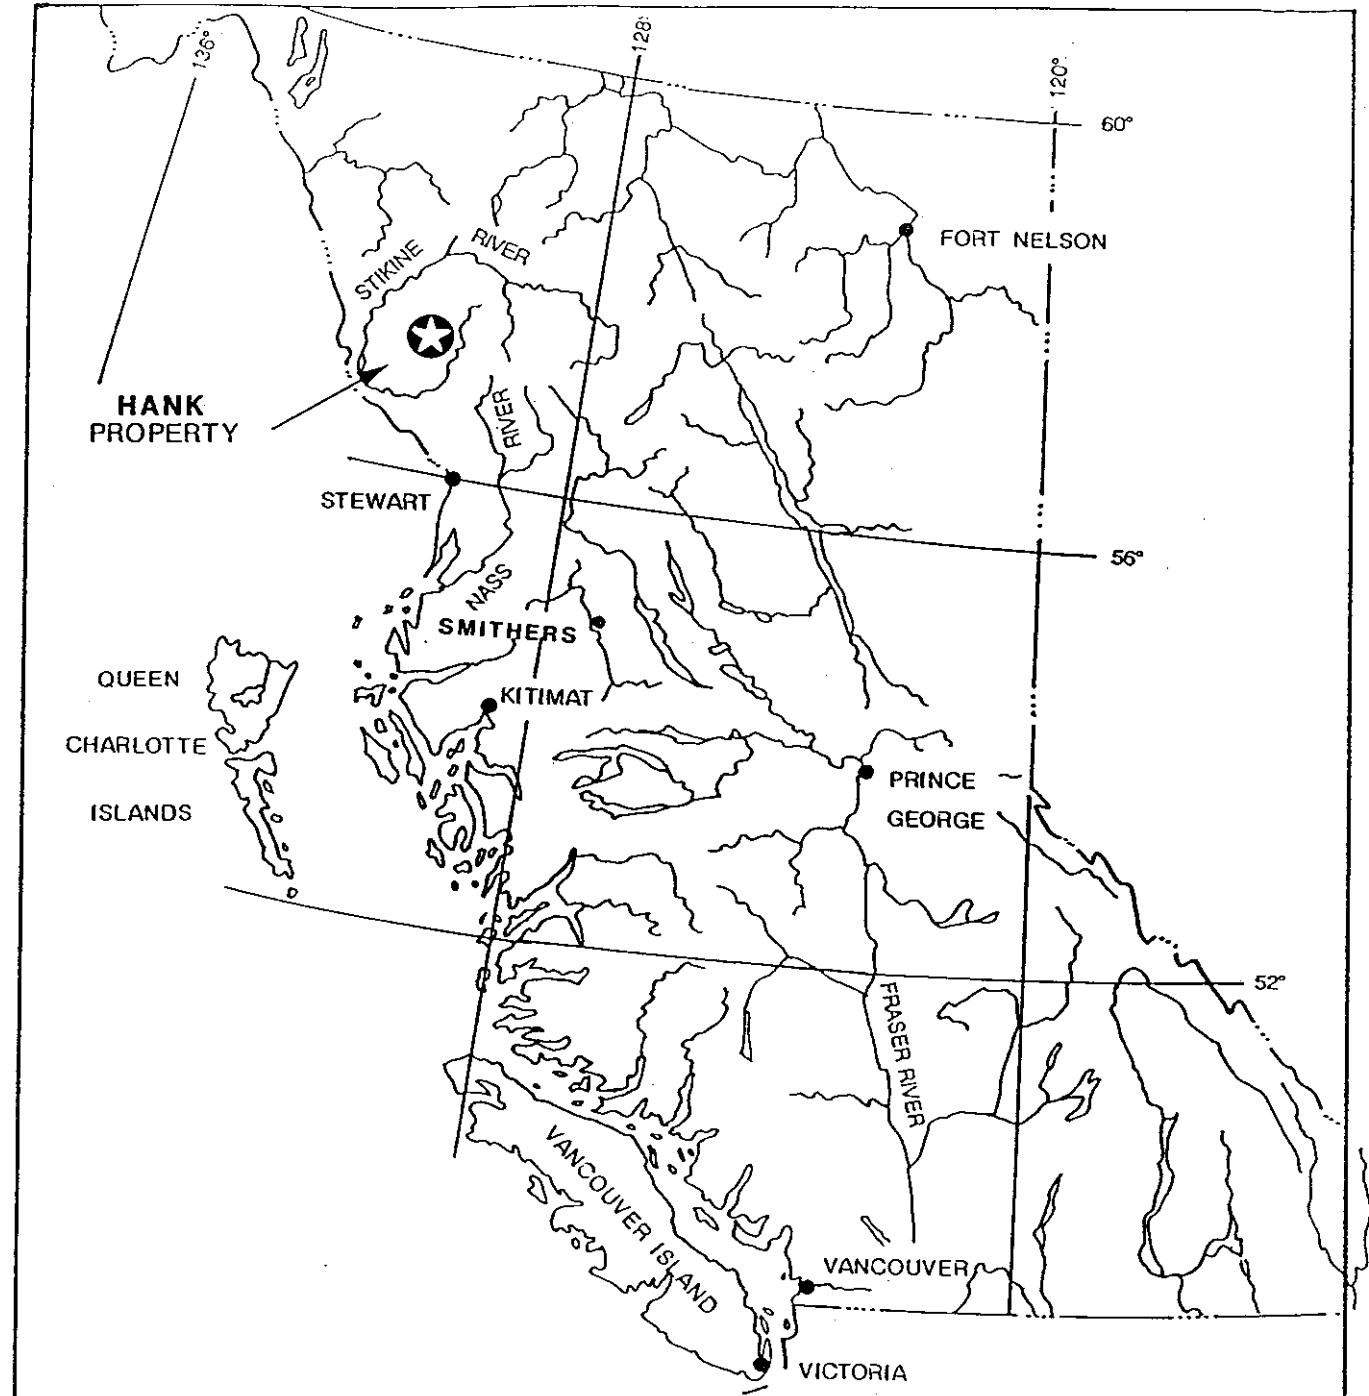 136°
128°
120°
60°
FORT NELSON
STIKINE
RIVER
HANK
PROPERTY
RIVER
STEWART
56°
NASS
SMITHERS
QUEEN
CHARLOTTE
ISLANDS
KITIMAT
PRINCE
GEORGE
52°
FRASER RIVER
VANCOUVER ISLAND
VANCOUVER
VICTORIA